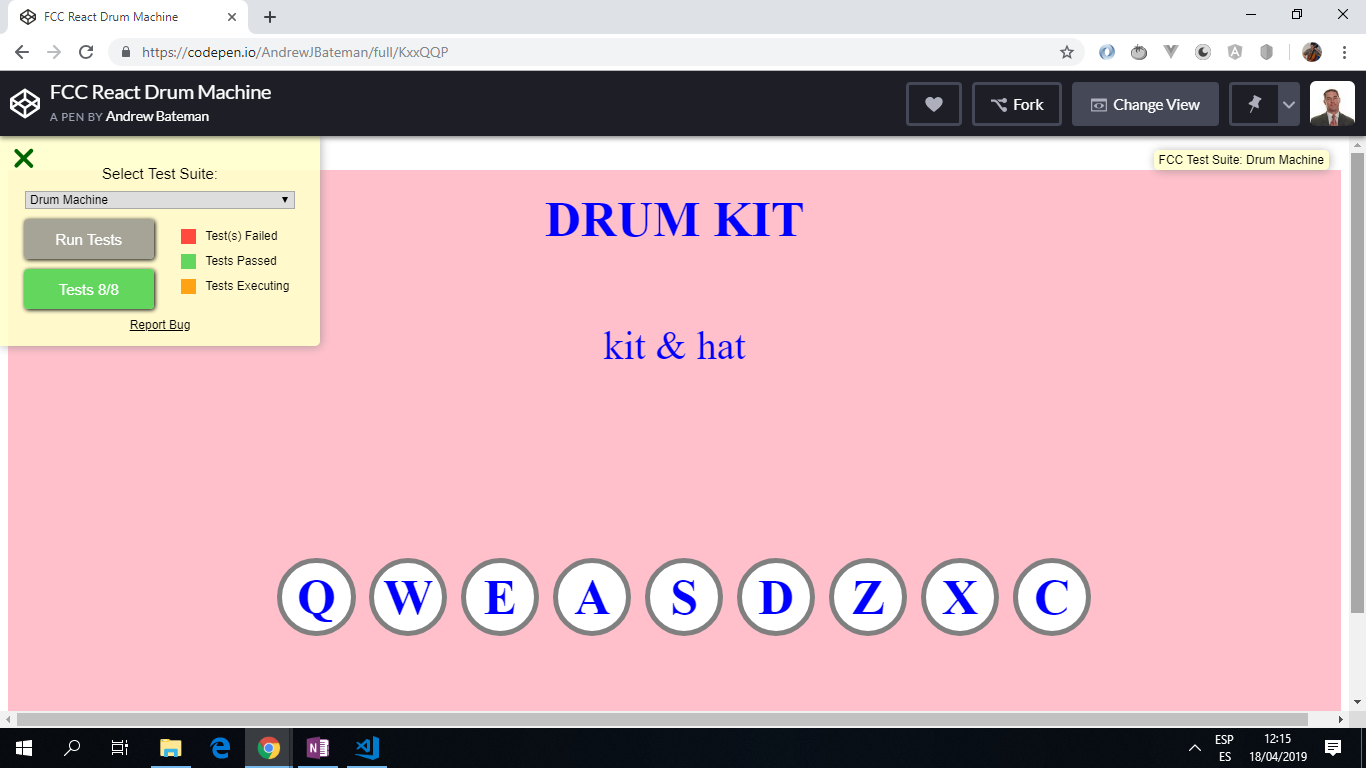 FCC React Drum Machine
https://codepen.io/AndrewJBateman/full/KxxQQP
FCC React Drum Machine
A PEN BY Andrew Bateman
Fork
Change View
Select Test Suite:
FCC Test Suite: Drum Machine
Drum Machine
Run Tests
Test(s) Failed
Tests Passed
Tests 8/8
Tests Executing
Report Bug
DRUM KIT
kit & hat
Q W E A S D Z X C
ESP
ES
12:15
18/04/2019